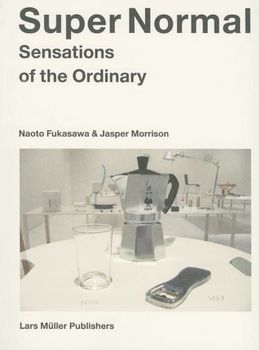 Super Normal
Sensations
of the Ordinary
Naoto Fukasawa & Jasper Morrison
Lars Müller Publishers